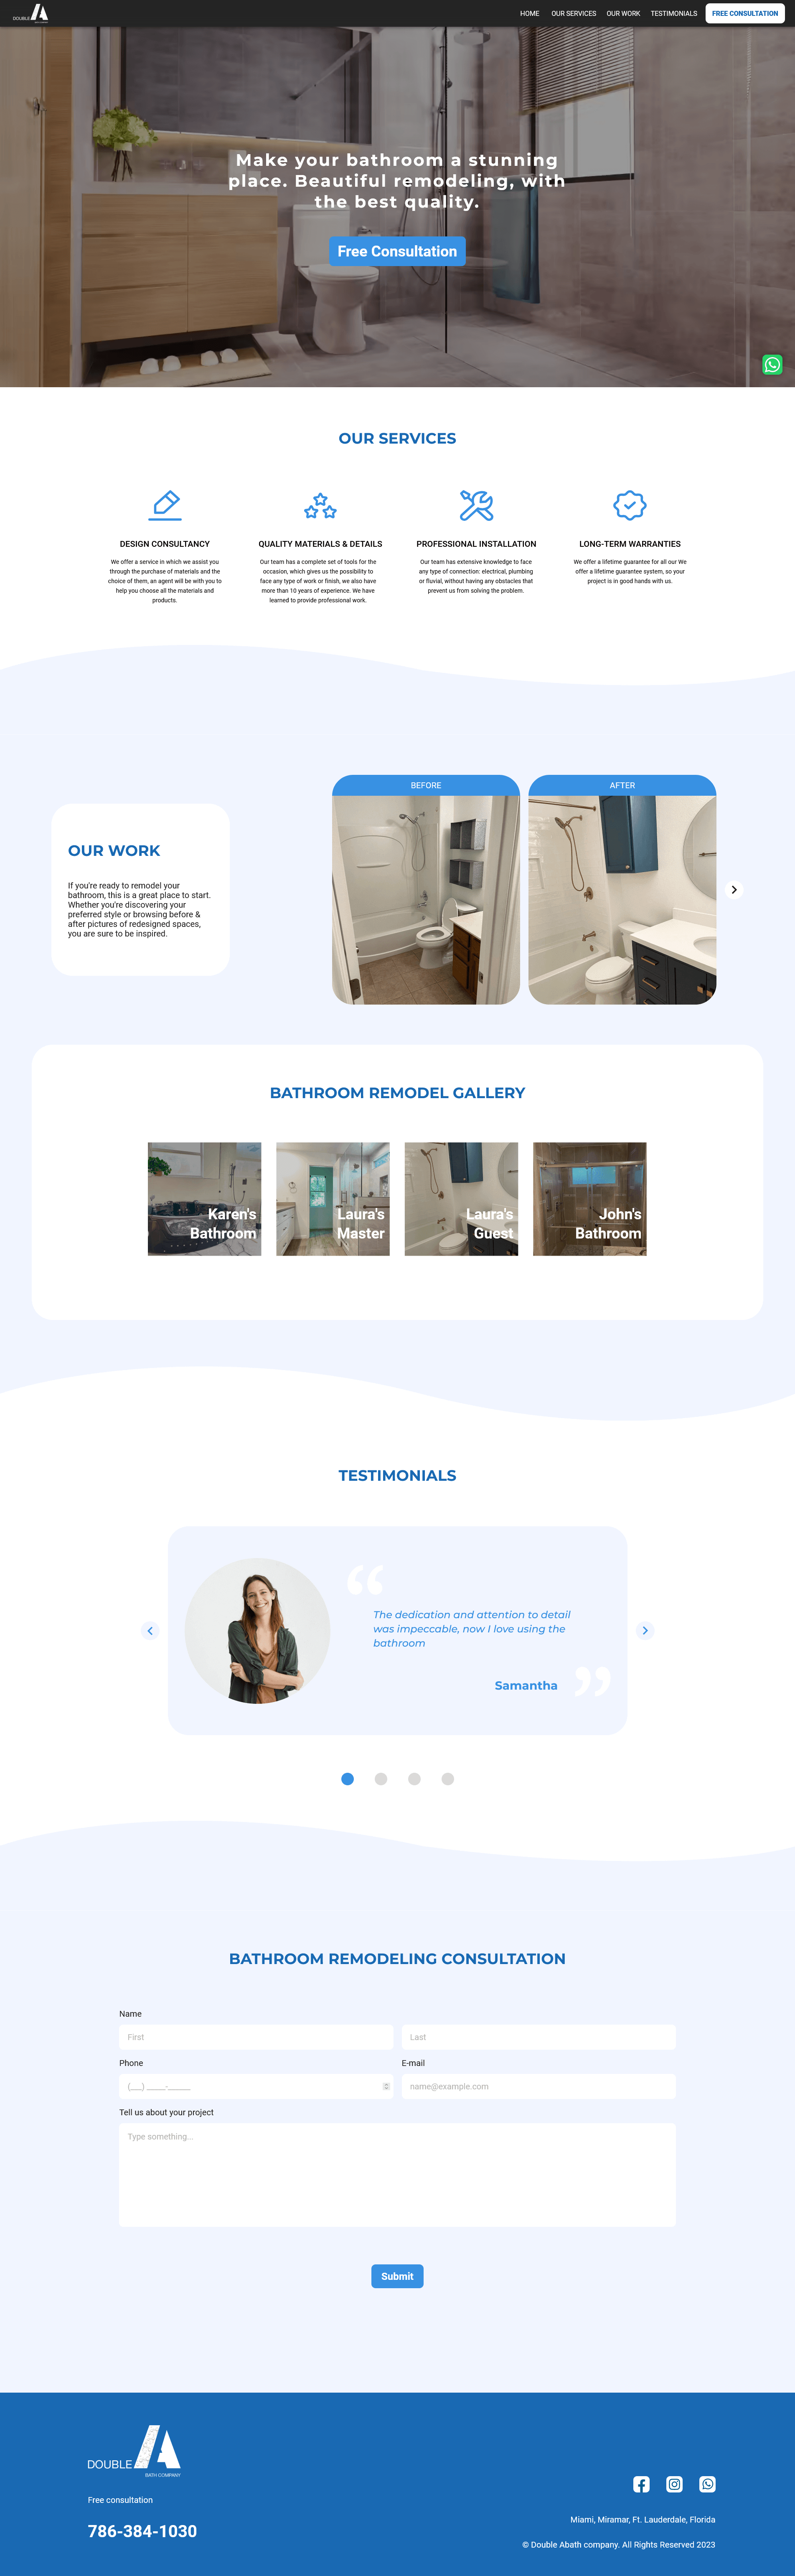 DOUBLE
BATH COMPANY
HOME OUR SERVICES OUR WORK TESTIMONIALS FREE CONSULTATION
Make your bathroom a stunning
place. Beautiful remodeling, with
the best quality.
Free Consultation
OUR SERVICES
DESIGN CONSULTANCY
We offer a service in which we assist you
through the purchase of materials and the
choice of them, an agent will be with you to
help you choose all the materials and
products.
QUALITY MATERIALS & DETAILS
Our team has a complete set of tools for the
occasion, which gives us the possibility to
face any type of work or finish, we also have
more than 10 years of experience. We have
learned to provide professional work.
PROFESSIONAL INSTALLATION
Our team has extensive knowledge to face
any type of connection: electrical, plumbing
or fluvial, without having any obstacles that
prevent us from solving the problem.
LONG-TERM WARRANTIES
We offer a lifetime guarantee for all our We
offer a lifetime guarantee system, so your
project is in good hands with us.
OUR WORK
If you're ready to remodel your
bathroom, this is a great place to start.
Whether you're discovering your
preferred style or browsing before &
after pictures of redesigned spaces,
you are sure to be inspired.
BEFORE
AFTER
BATHROOM REMODEL GALLERY
Karen's
Bathroom
Laura's
Master
Laura's
Guest
John's
Bathroom
TESTIMONIALS
“
The dedication and attention to detail
was impeccable, now I love using the
bathroom
Samantha
”
BATHROOM REMODELING CONSULTATION
Name
First
Last
Phone
E-mail
(___) _____-______
name@example.com
Tell us about your project
Type something...
Submit
DOUBLE A
BATH COMPANY
Free consultation
786-384-1030
Miami, Miramar, Ft. Lauderdale, Florida
© Double Abath company. All Rights Reserved 2023